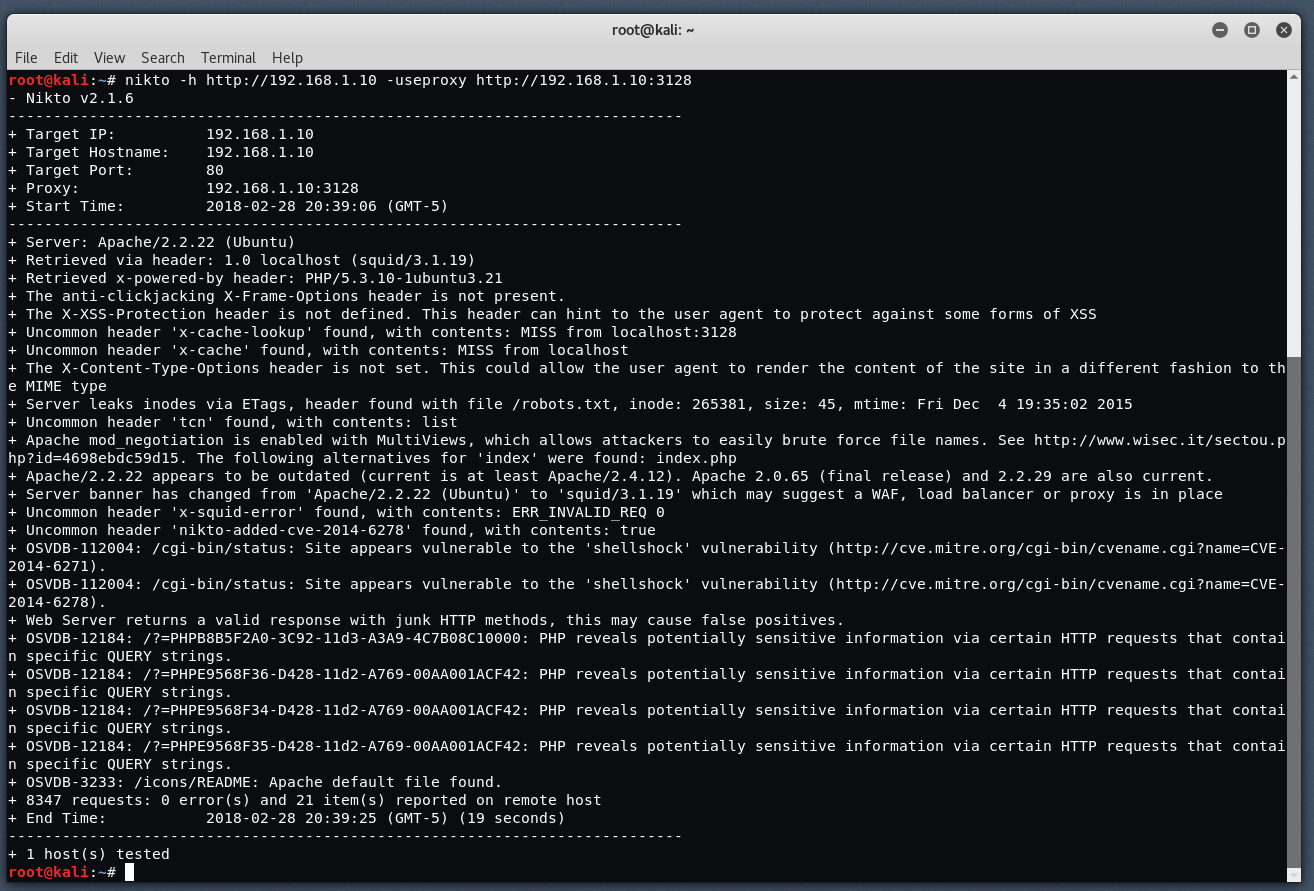 root@kali: ~
File Edit View Search Terminal Help
root@kali:~# nikto -h http://192.168.1.10 -useproxy http://192.168.1.10:3128
- Nikto v2.1.6
---------------------------------------------------------------------------
+ Target IP:          192.168.1.10
+ Target Hostname:    192.168.1.10
+ Target Port:        80
+ Proxy:              192.168.1.10:3128
+ Start Time:         2018-02-28 20:39:06 (GMT-5)
---------------------------------------------------------------------------
+ Server: Apache/2.2.22 (Ubuntu)
+ Retrieved via header: 1.0 localhost (squid/3.1.19)
+ Retrieved x-powered-by header: PHP/5.3.10-1ubuntu3.21
+ The anti-clickjacking X-Frame-Options header is not present.
+ The X-XSS-Protection header is not defined. This header can hint to the user agent to protect against some forms of XSS
+ Uncommon header 'x-cache-lookup' found, with contents: MISS from localhost:3128
+ Uncommon header 'x-cache' found, with contents: MISS from localhost
+ The X-Content-Type-Options header is not set. This could allow the user agent to render the content of the site in a different fashion to th
e MIME type
+ Server leaks inodes via ETags, header found with file /robots.txt, inode: 265381, size: 45, mtime: Fri Dec  4 19:35:02 2015
+ Uncommon header 'tcn' found, with contents: list
+ Apache mod_negotiation is enabled with MultiViews, which allows attackers to easily brute force file names. See http://www.wisec.it/sectou.p
hp?id=4698ebdc59d15. The following alternatives for 'index' were found: index.php
+ Apache/2.2.22 appears to be outdated (current is at least Apache/2.4.12). Apache 2.0.65 (final release) and 2.2.29 are also current.
+ Server banner has changed from 'Apache/2.2.22 (Ubuntu)' to 'squid/3.1.19' which may suggest a WAF, load balancer or proxy is in place
+ Uncommon header 'x-squid-error' found, with contents: ERR_INVALID_REQ 0
+ Uncommon header 'nikto-added-cve-2014-6278' found, with contents: true
+ OSVDB-112004: /cgi-bin/status: Site appears vulnerable to the 'shellshock' vulnerability (http://cve.mitre.org/cgi-bin/cvename.cgi?name=CVE-
2014-6271).
+ OSVDB-112004: /cgi-bin/status: Site appears vulnerable to the 'shellshock' vulnerability (http://cve.mitre.org/cgi-bin/cvename.cgi?name=CVE-
2014-6278).
+ Web Server returns a valid response with junk HTTP methods, this may cause false positives.
+ OSVDB-12184: /?=PHPB8B5F2A0-3C92-11d3-A3A9-4C7B08C10000: PHP reveals potentially sensitive information via certain HTTP requests that contai
n specific QUERY strings.
+ OSVDB-12184: /?=PHPE9568F36-D428-11d2-A769-00AA001ACF42: PHP reveals potentially sensitive information via certain HTTP requests that contai
n specific QUERY strings.
+ OSVDB-12184: /?=PHPE9568F34-D428-11d2-A769-00AA001ACF42: PHP reveals potentially sensitive information via certain HTTP requests that contai
n specific QUERY strings.
+ OSVDB-12184: /?=PHPE9568F35-D428-11d2-A769-00AA001ACF42: PHP reveals potentially sensitive information via certain HTTP requests that contai
n specific QUERY strings.
+ OSVDB-3233: /icons/README: Apache default file found.
+ 8347 requests: 0 error(s) and 21 item(s) reported on remote host
+ End Time:           2018-02-28 20:39:25 (GMT-5) (19 seconds)
---------------------------------------------------------------------------
+ 1 host(s) tested
root@kali:~#